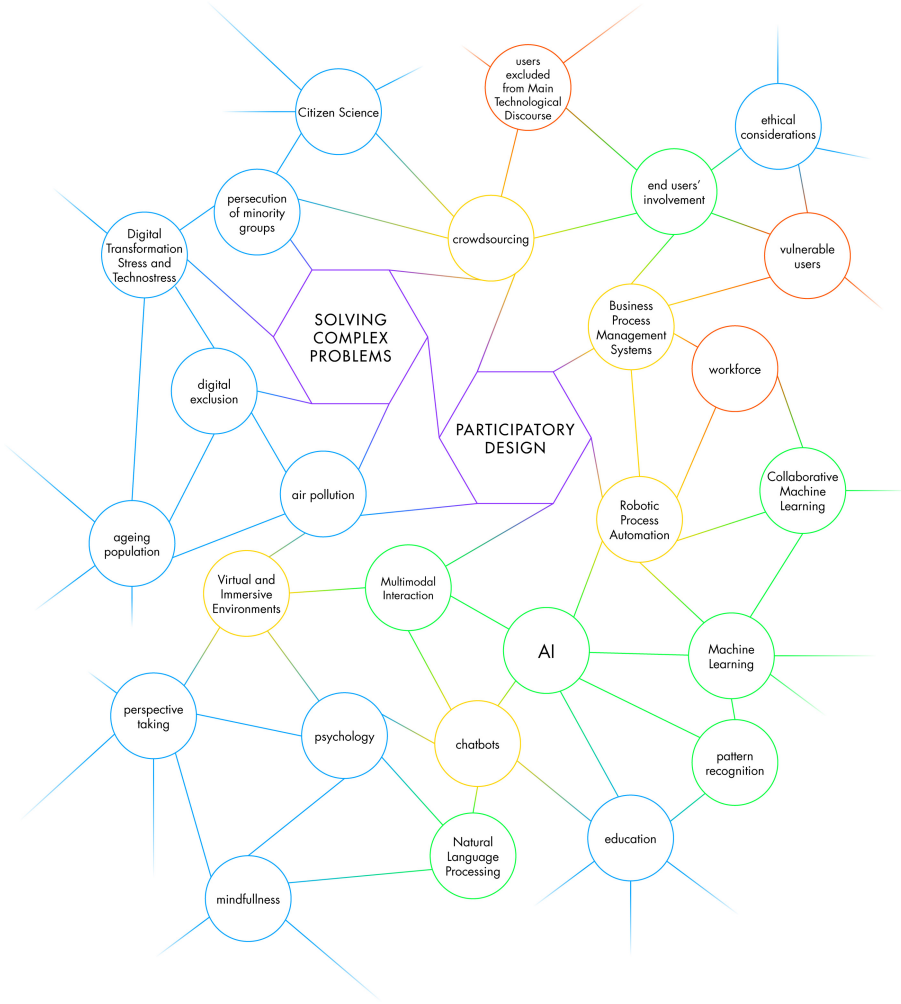 users
excluded
from Main
Technological
Discourse
Citizen Science
ethical
considerations
persecution
of minority
groups
end users'
involvement
Digital
Transformation
Stress and
Technostress
crowdsourcing
vulnerable
users
SOLVING
COMPLEX
PROBLEMS
Business
Process
Management
Systems
workforce
digital
exclusion
PARTICIPATORY
DESIGN
air pollution
Collaborative
Machine
Learning
Robotic
Process
Automation
ageing
population
Virtual and
Immersive
Environments
Multimodal
Interaction
AI
Machine
Learning
perspective
taking
psychology
chatbots
pattern
recognition
education
Natural
Language
Processing
mindfullness